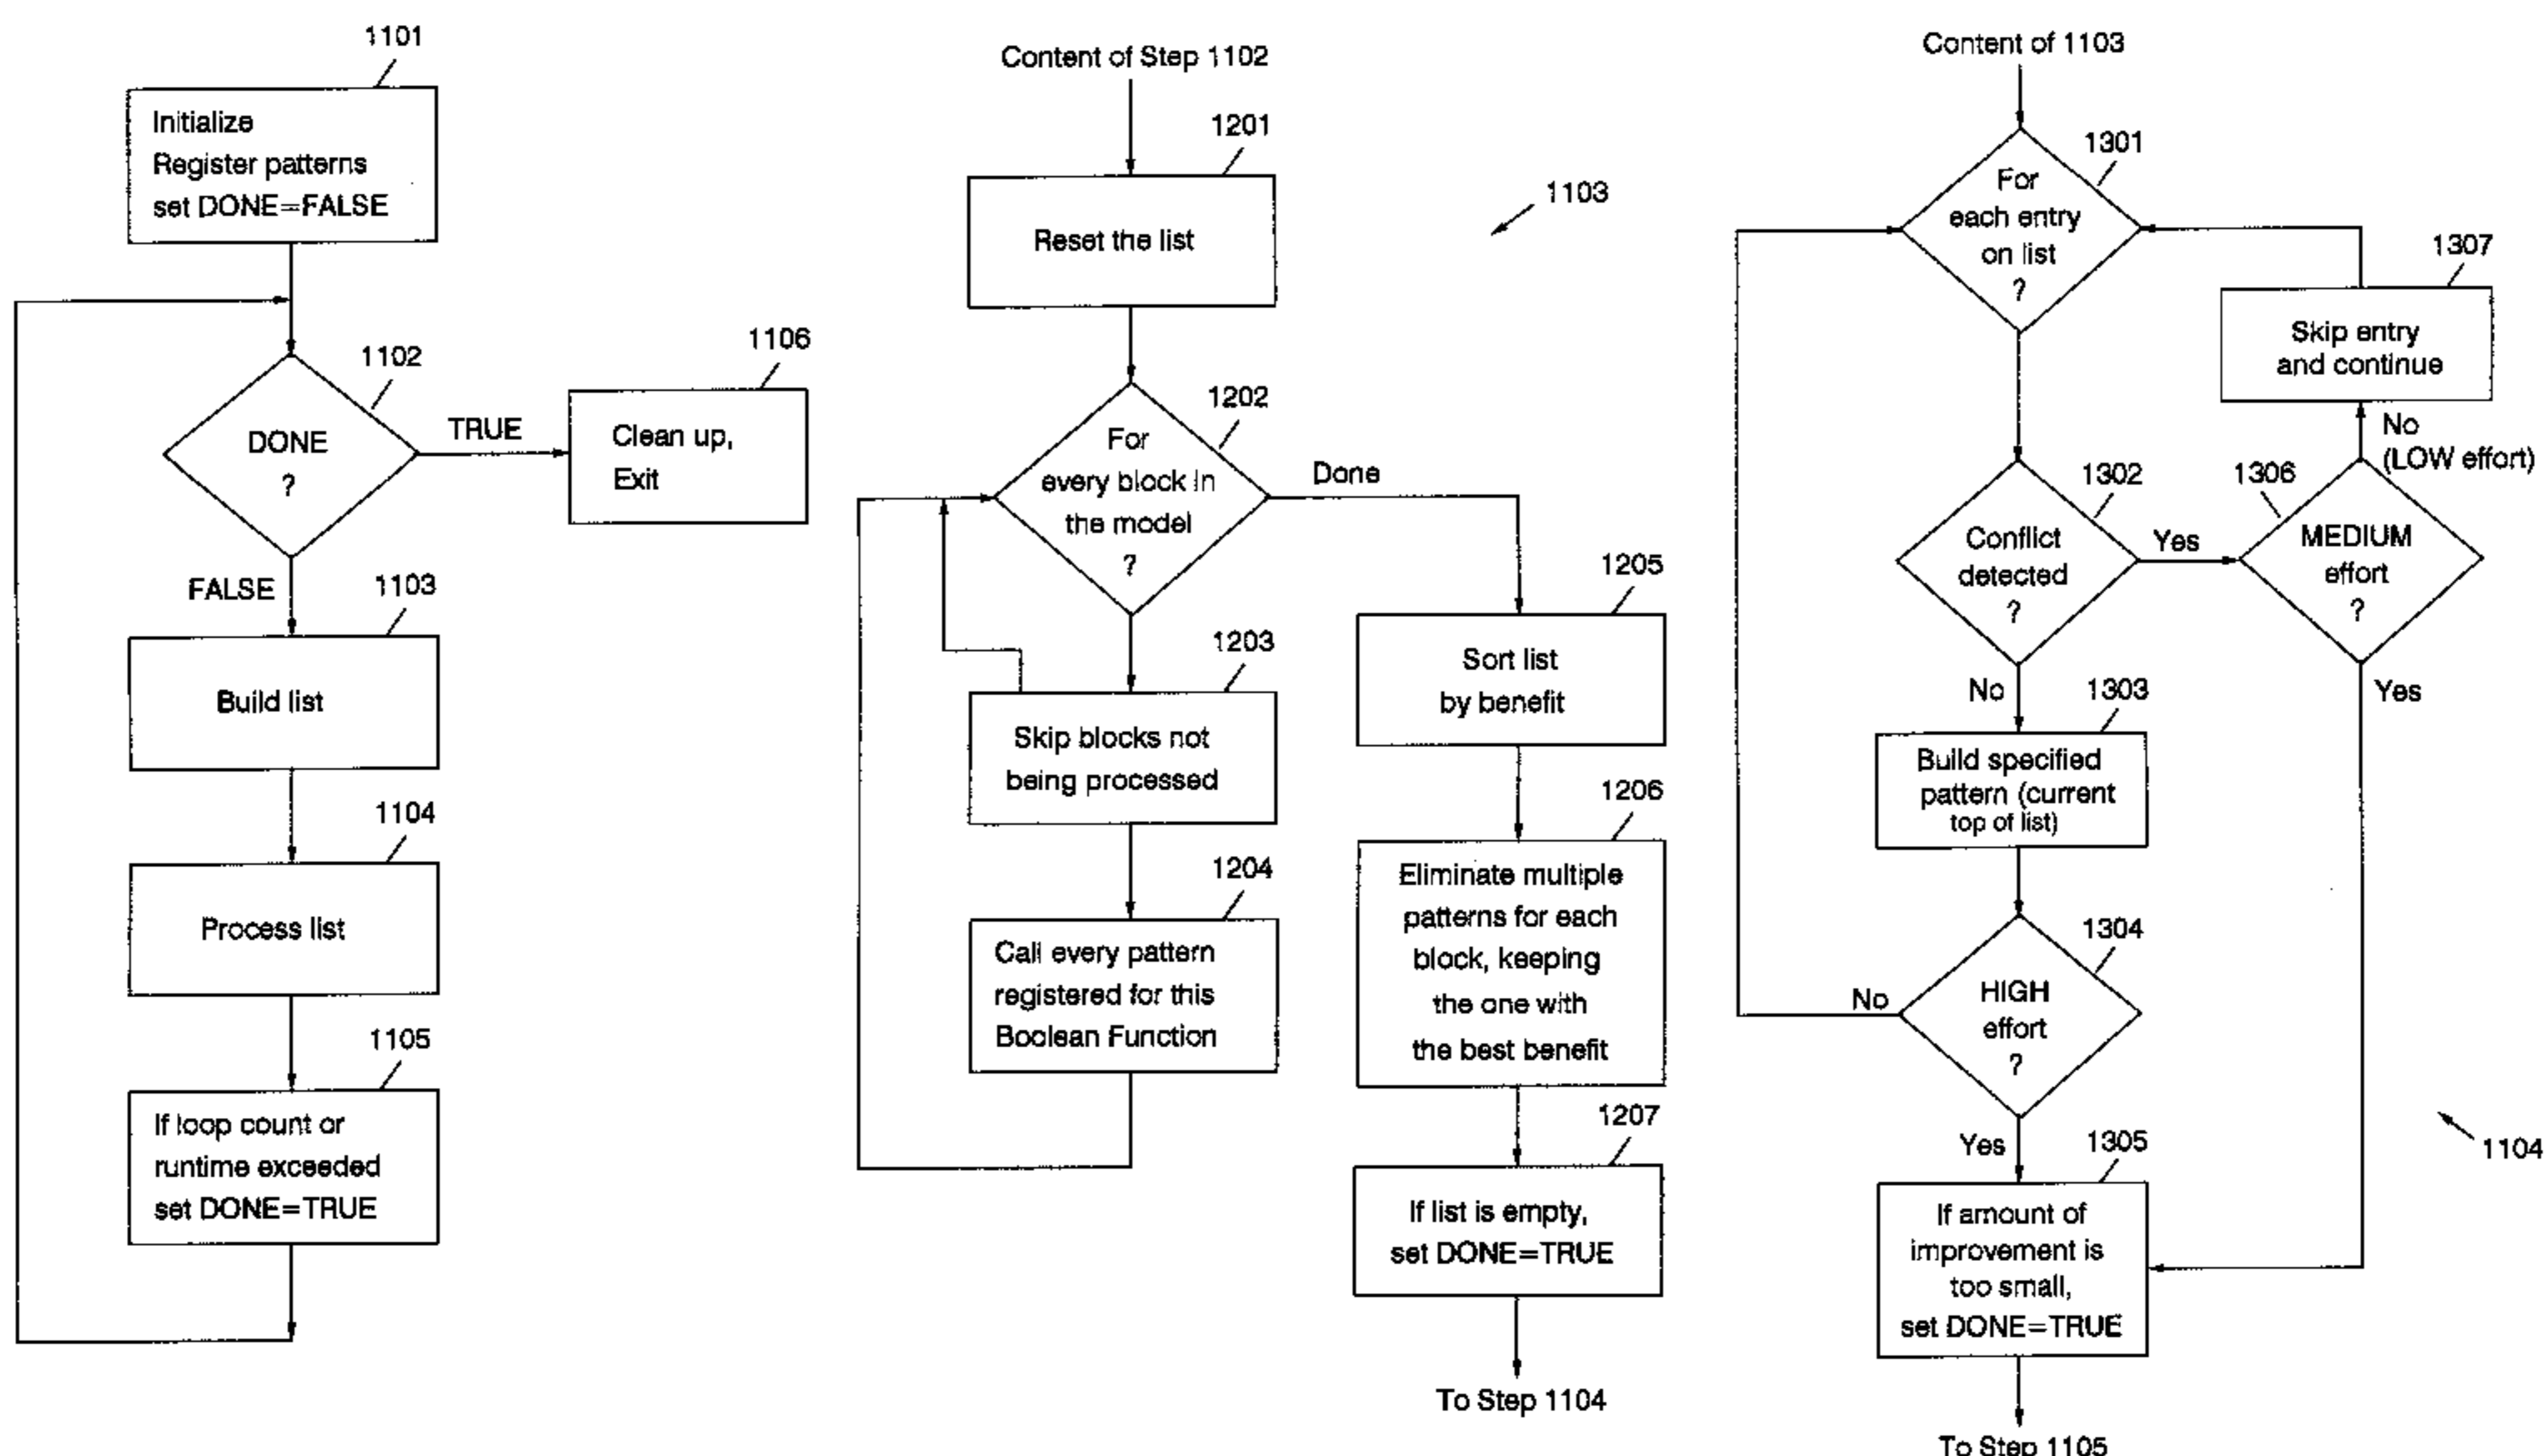 1101
Initialize
Register patterns
set DONE=FALSE
1102
DONE
?
TRUE
1106
Clean up,
Exit
FALSE
1103
Build list
1104
Process list
1105
If loop count or
runtime exceeded
set DONE=TRUE
Content of Step 1102
1201
Reset the list
1103
1202
For
every block in
the model
?
Done
1203
Skip blocks not
being processed
1204
Call every pattern
registered for this
Boolean Function
1205
Sort list
by benefit
1206
Eliminate multiple
patterns for each
block, keeping
the one with
the best benefit
1207
If list is empty,
set DONE=TRUE
To Step 1104
Content of 1103
1301
For
each entry
on list
?
1307
Skip entry
and continue
No
(LOW effort)
1302
Conflict
detected
?
Yes
1306
MEDIUM
effort
?
Yes
No
1303
Build specified
pattern (current
top of list)
1304
HIGH
effort
?
No
Yes
1305
If amount of
improvement is
too small,
set DONE=TRUE
1104
To Step 1105